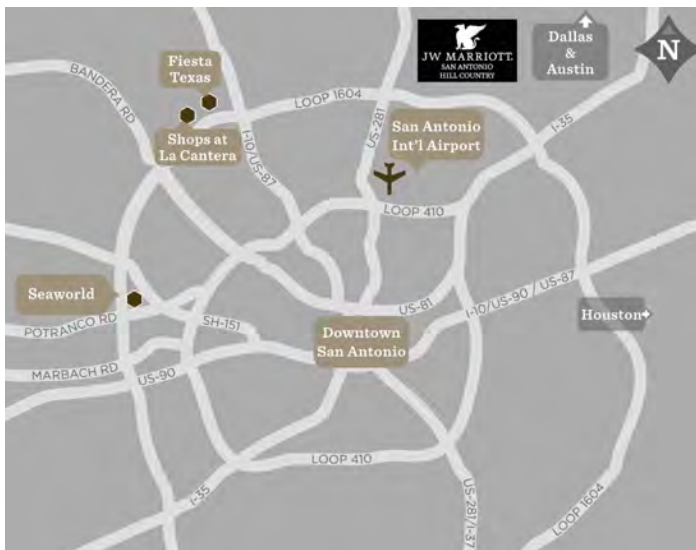 JW MARRIOTT.
SAN ANTONIO
HILL COUNTRY
Dallas
&
Austin
N
Fiesta
Texas
BANDERA RD
LOOP 1604
I-35
Shops at
La Cantera
I-10/US-87
US-281
San Antonio
Int'l Airport
LOOP 410
Seaworld
US-81
I-10/US-90 / US-87
Houston
POTRANCO RD
SH-151
Downtown
San Antonio
MARBACH RD
US-90
LOOP 410
I-35
US-281/I-37
LOOP 1604